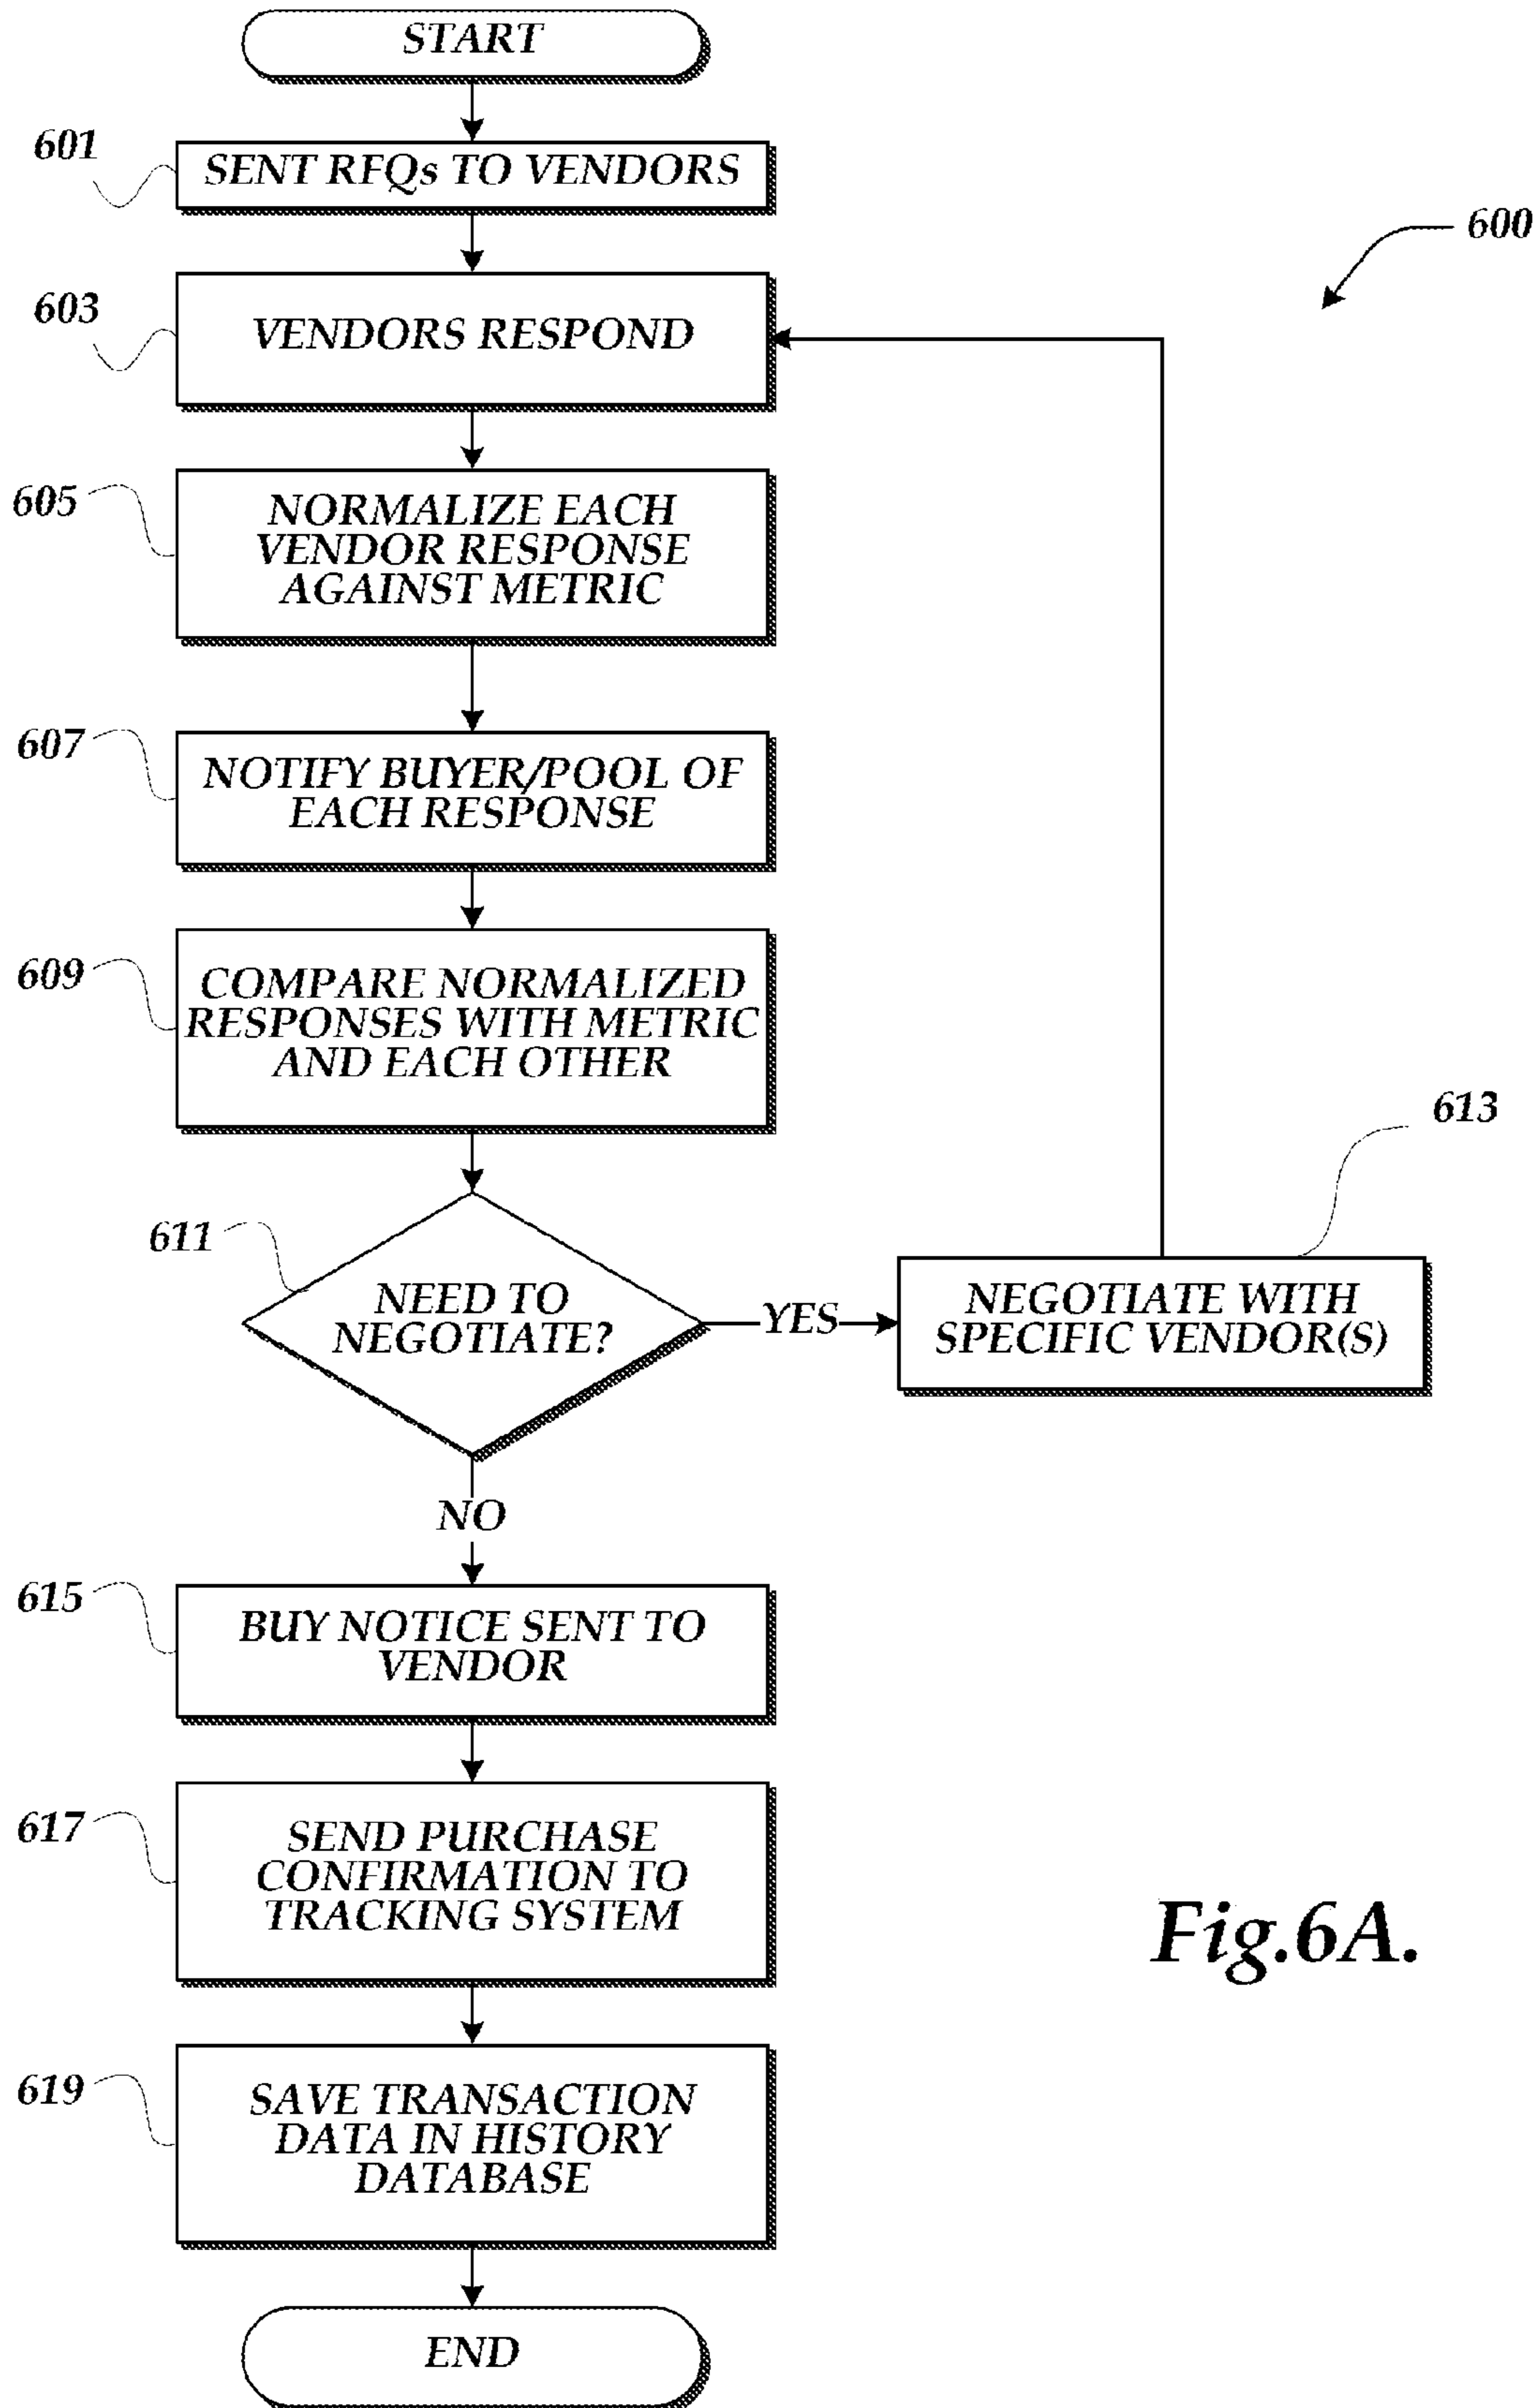 START
601
SENT RFQs TO VENDORS
600
603
VENDORS RESPOND
605
NORMALIZE EACH
VENDOR RESPONSE
AGAINST METRIC
607
NOTIFY BUYER/POOL OF
EACH RESPONSE
609
COMPARE NORMALIZED
RESPONSES WITH METRIC
AND EACH OTHER
613
611
NEED TO
NEGOTIATE?
YES
NEGOTIATE WITH
SPECIFIC VENDOR(S)
NO
615
BUY NOTICE SENT TO
VENDOR
617
SEND PURCHASE
CONFIRMATION TO
TRACKING SYSTEM
Fig.6A.
619
SAVE TRANSACTION
DATA IN HISTORY
DATABASE
END